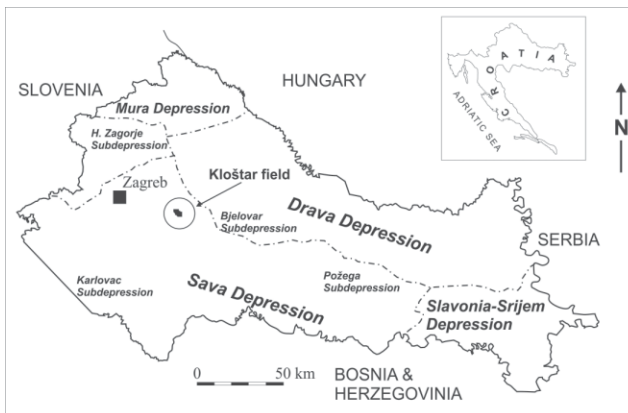 SLOVENIA
HUNGARY
Mura Depression
H. Zagorje
Subdepression
Zagreb
Kloštar field
Bjelovar
Subdepression
Drava Depression
SERBIA
Karlovac
Subdepression
Sava Depression
Požega
Subdepression
Slavonia-Srijem
Depression
0
50 km
BOSNIA &
HERZEGOVINIA
CROATIA
ADRIATIC SEA
N